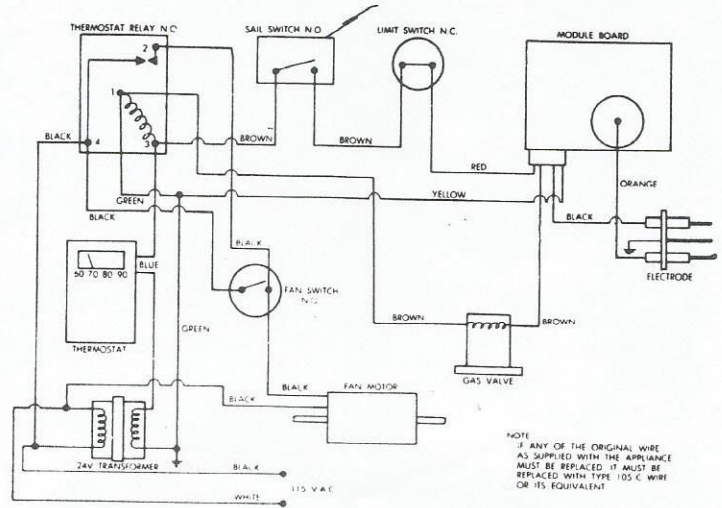 THERMOSTAT RELAY N O
SAIL SWITCH N O
LIMIT SWITCH N.C.
MODULE BOARD
2
1
BLACK
4
3
BROWN
BROWN
RED
ORANGE
GREEN
YELLOW
BLACK
BLACK
BLACK
ELECTRODE
BLUE
60 70 80 90
FAN SWITCH
N.O.
THERMOSTAT
GREEN
BROWN
BROWN
GAS VALVE
BLACK
BLACK
FAN MOTOR
24V TRANSFORMER
BLACK
115 V A C
WHITE
NOTE
IF ANY OF THE ORIGINAL WIRE
AS SUPPLIED WITH THE APPLIANCE
MUST BE REPLACED IT MUST BE
REPLACED WITH TYPE 105 C WIRE
OR ITS EQUIVALENT